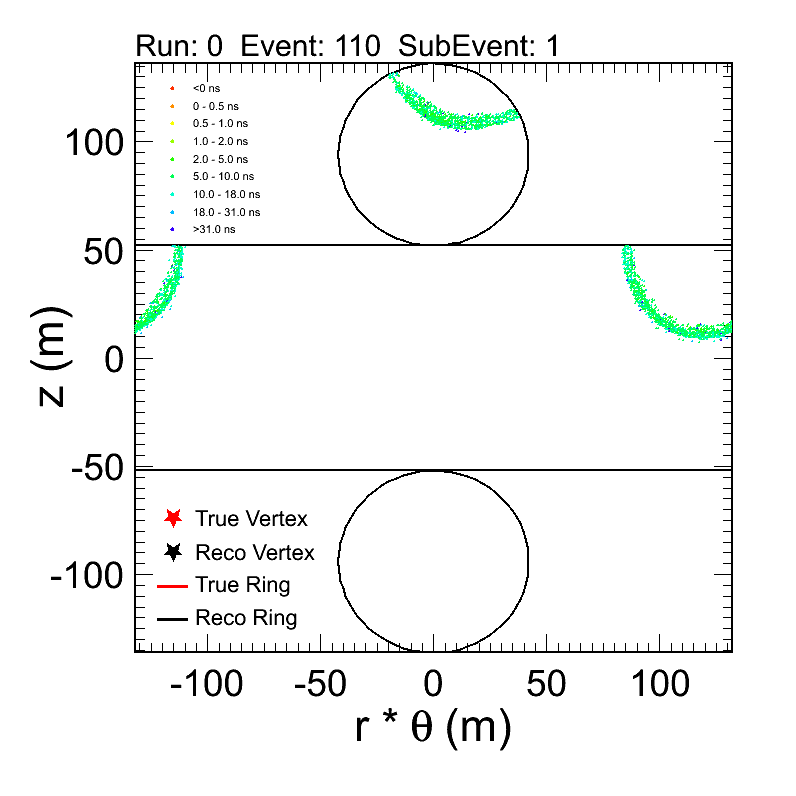 Run: 0  Event: 110  SubEvent: 1
<0 ns
0 - 0.5 ns
0.5 - 1.0 ns
1.0 - 2.0 ns
2.0 - 5.0 ns
5.0 - 10.0 ns
10.0 - 18.0 ns
18.0 - 31.0 ns
>31.0 ns
100
50
0
-50
-100
z (m)
True Vertex
Reco Vertex
True Ring
Reco Ring
-100 -50 0 50 100
r * θ (m)